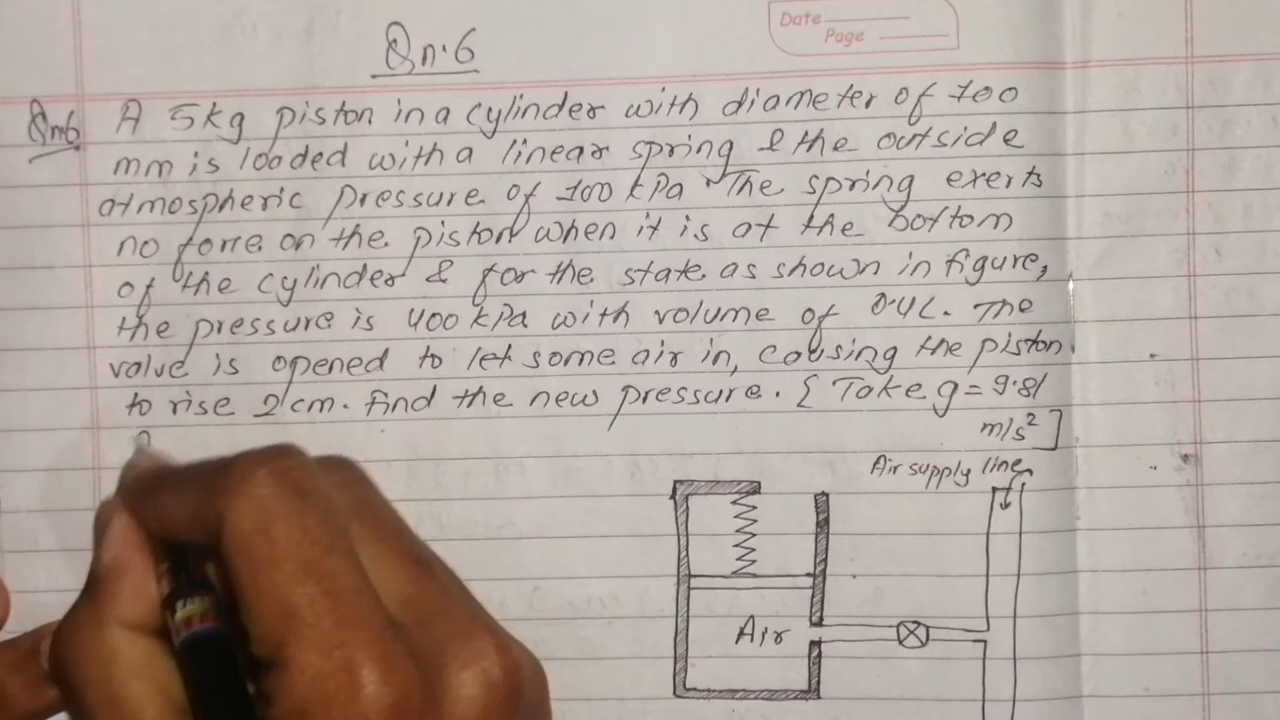 Date
Page
Qn.6
Qn6 A 5kg piston in a cylinder with diameter of 100
mm is loaded with a linear spring & the outside
atmospheric pressure of 100 kPa. The spring exerts
no force on the piston when it is at the bottom
of the cylinder & for the state as shown in figure,
the pressure is 400 kPa with volume of 0.4L. The
valve is opened to let some air in, causing the piston
to rise 2 cm. Find the new pressure. [ Take g = 9.81
m/s² ]
Air supply line
Air